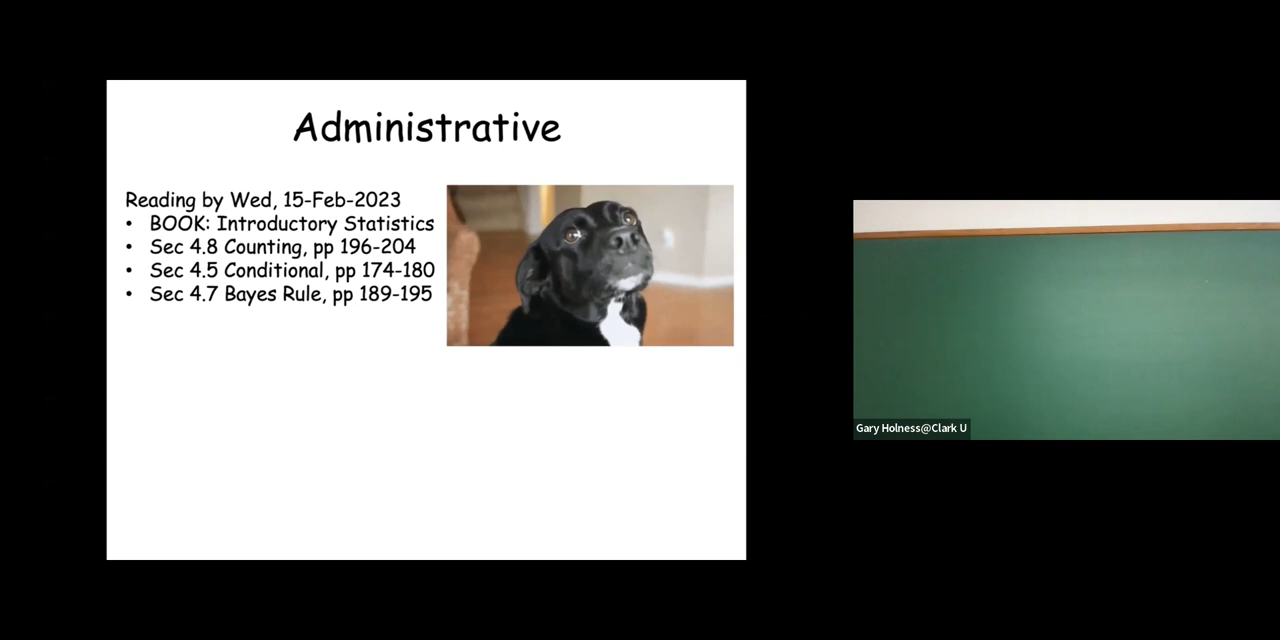 Administrative
Reading by Wed, 15-Feb-2023
• BOOK: Introductory Statistics
• Sec 4.8 Counting, pp 196-204
• Sec 4.5 Conditional, pp 174-180
• Sec 4.7 Bayes Rule, pp 189-195
Gary Holness@Clark U